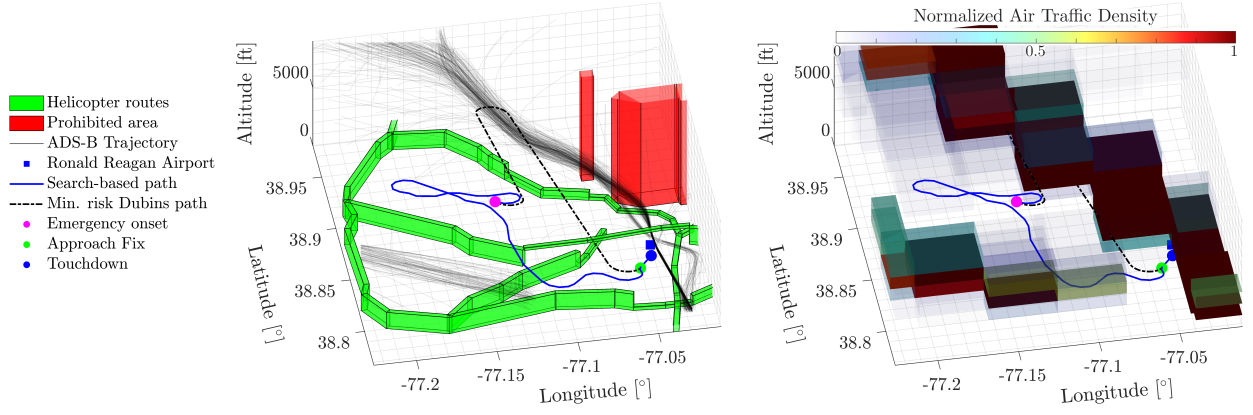 Helicopter routes
Prohibited area
ADS-B Trajectory
Ronald Reagan Airport
Search-based path
Min. risk Dubins path
Emergency onset
Approach Fix
Touchdown
Altitude [ft]
5000
0
38.95
38.9
38.85
38.8
Latitude [°]
-77.2
-77.15
-77.1
-77.05
Longitude [°]
Normalized Air Traffic Density
0
0.5
1
Altitude [ft]
5000
0
38.95
38.9
38.85
38.8
Latitude [°]
-77.2
-77.15
-77.1
-77.05
Longitude [°]